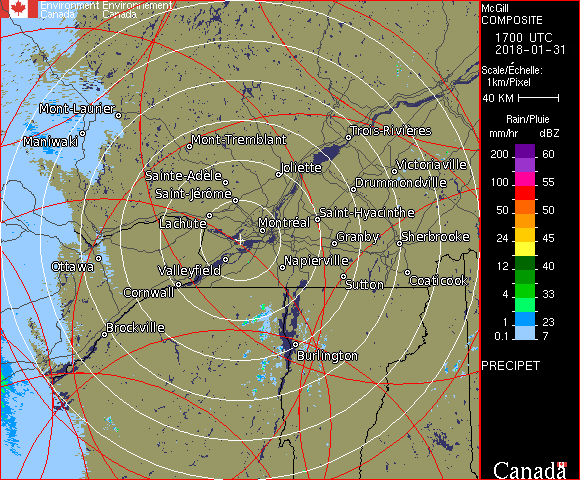 Environment Environnement
Canada Canada
McGill
COMPOSITE
1700 UTC
2018-01-31
Scale/Échelle:
1km/Pixel
40 KM
Rain/Pluie
mm/hr dBZ
200 60
150 57
100 55
50 50
24 45
12 40
4 33
1 23
0.1 7
PRECIPET
Canada
Mont-Laurier
Maniwaki
Mont-Tremblant
Trois-Rivières
Sainte-Adèle
Joliette
Victoriaville
Saint-Jérôme
Drummondville
Lachute
Montréal
Saint-Hyacinthe
Granby
Sherbrooke
Ottawa
Valleyfield
Napierville
Cornwall
Sutton
Coaticook
Brockville
Burlington